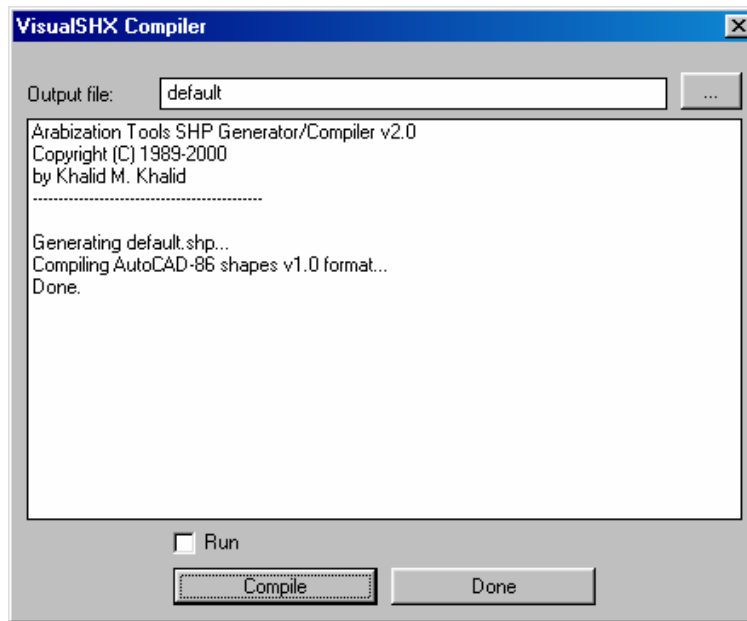 VisualSHX Compiler
Output file: default ...
Arabization Tools SHP Generator/Compiler v2.0
Copyright (C) 1989-2000
by Khalid M. Khalid
--------------------------------------------
Generating default.shp...
Compiling AutoCAD-86 shapes v1.0 format...
Done.
Run
Compile Done